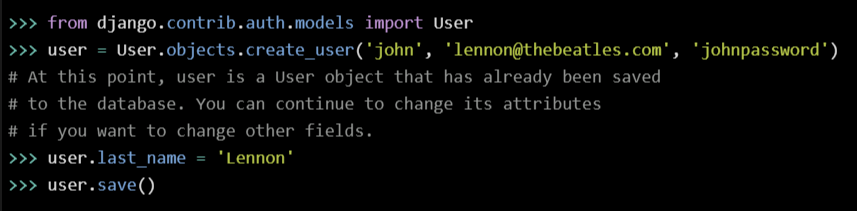 >>> from django.contrib.auth.models import User
>>> user = User.objects.create_user('john', 'lennon@thebeatles.com', 'johnpassword')
# At this point, user is a User object that has already been saved
# to the database. You can continue to change its attributes
# if you want to change other fields.
>>> user.last_name = 'Lennon'
>>> user.save()